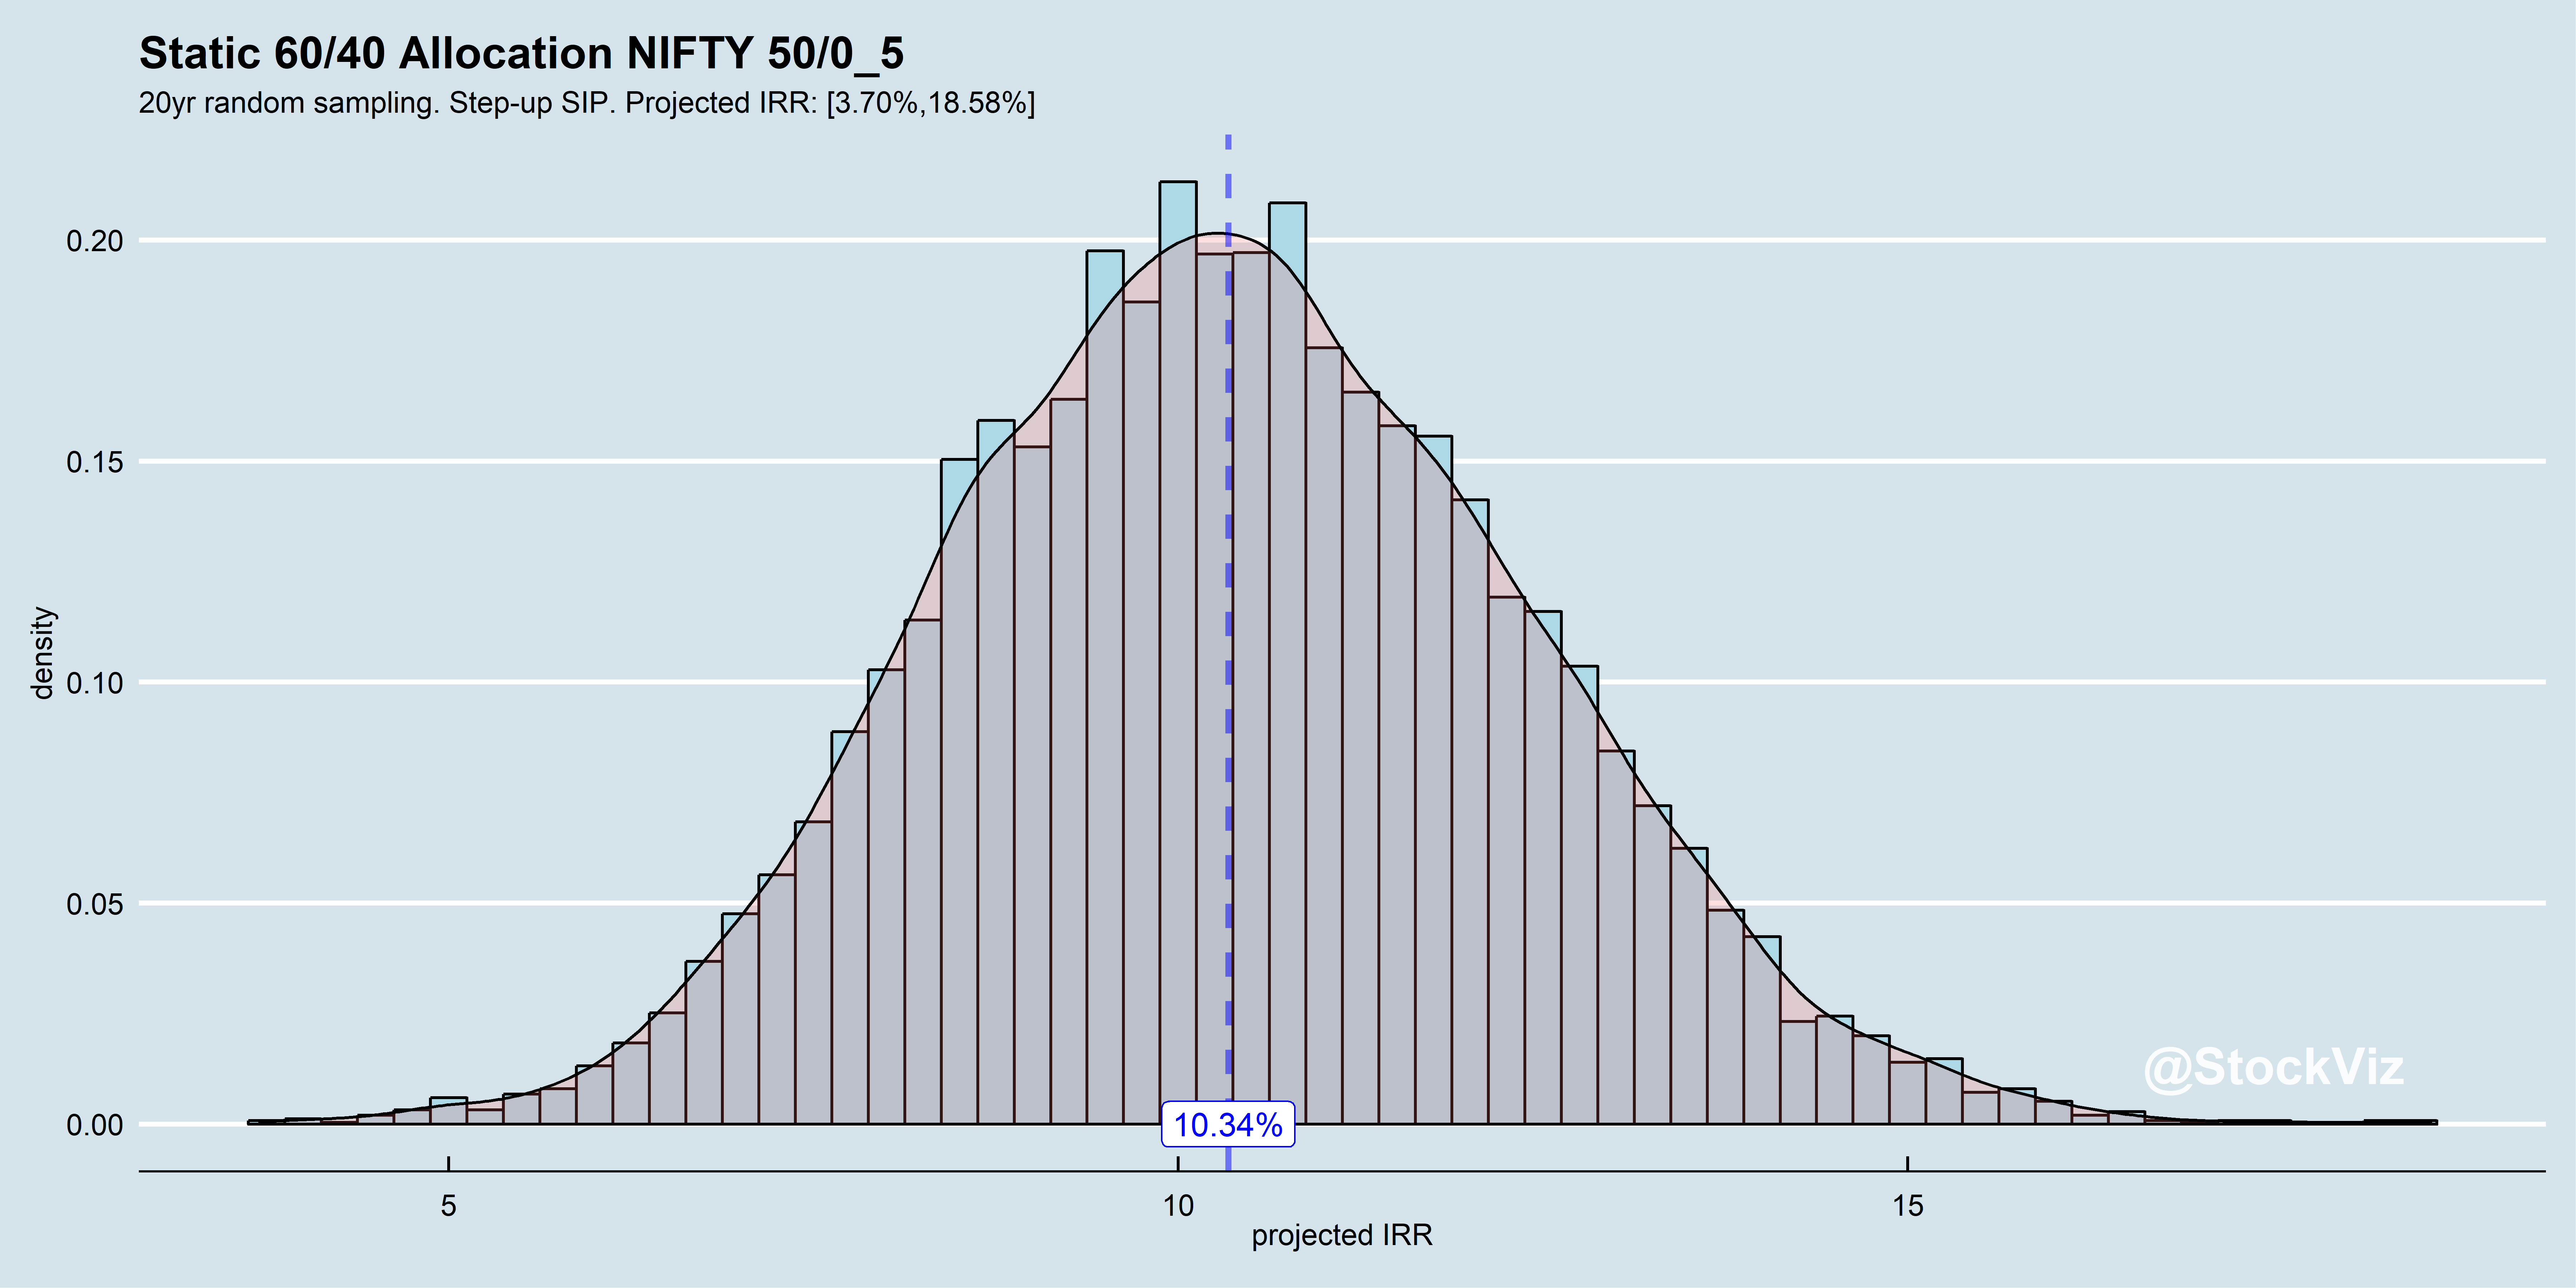 Static 60/40 Allocation NIFTY 50/0_5
20yr random sampling. Step-up SIP. Projected IRR: [3.70%,18.58%]
density
0.20
0.15
0.10
0.05
0.00
10.34%
@StockViz
5
10
15
projected IRR